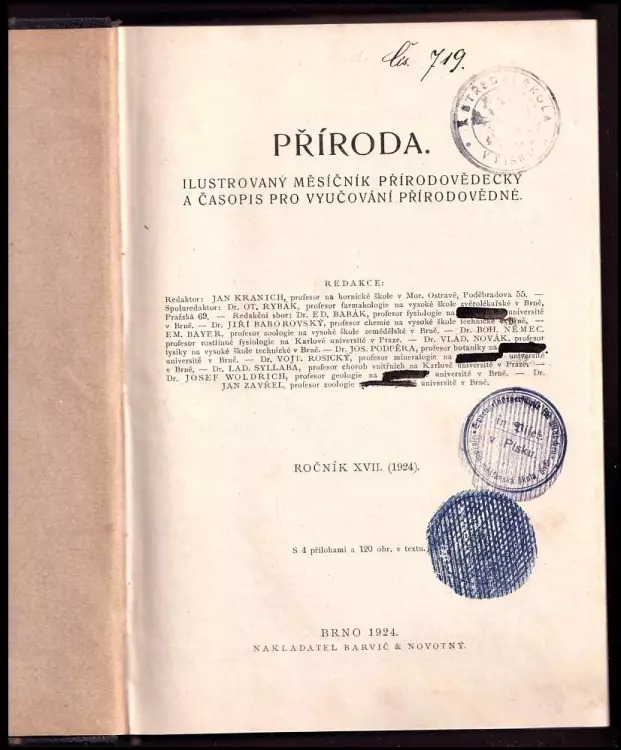 čís. 719.
STŘEDNÍ ŠKOLA
V PÍSKU
PŘÍRODA.
ILUSTROVANÝ MĚSÍČNÍK PŘÍRODOVĚDECKÝ
A ČASOPIS PRO VYUČOVÁNÍ PŘÍRODOVĚDNÉ.
REDAKCE:
Redaktor: JAN KRANICH, profesor na hornické škole v Mor. Ostravě, Poděbradova 55. —
Spoluredaktor: Dr. OT. RYBÁK, profesor farmakologie na vysoké škole zvěrolékařské v Brně,
Pražská 69. — Redakční sbor: Dr. ED. BABÁK, profesor fysiologie na universitě
v Brně. — Dr. JIŘÍ BABOROVSKÝ, profesor chemie na vysoké škole technické v Brně. —
EM. BAYER, profesor zoologie na vysoké škole zemědělské v Brně. — Dr. BOH. NĚMEC,
profesor rostlinné fysiologie na Karlově universitě v Praze. — Dr. VLAD. NOVÁK, profesor
fysiky na vysoké škole technické v Brně. — Dr. JOS. PODPĚRA, profesor botaniky na
universitě v Brně. — Dr. VOJT. ROSICKÝ, profesor mineralogie na universitě
v Brně. — Dr. LAD. SYLLABA, profesor chorob vnitřních na Karlově universitě v Praze. —
Dr. JOSEF WOLDŘICH, profesor geologie na universitě v Brně. — Dr.
JAN ZAVŘEL, profesor zoologie universitě v Brně.
in Pisek
v Písku.
ROČNÍK XVII. (1924).
S 4 přílohami a 120 obr. v textu.
BRNO 1924.
NAKLADATEL BARVIČ & NOVOTNÝ.